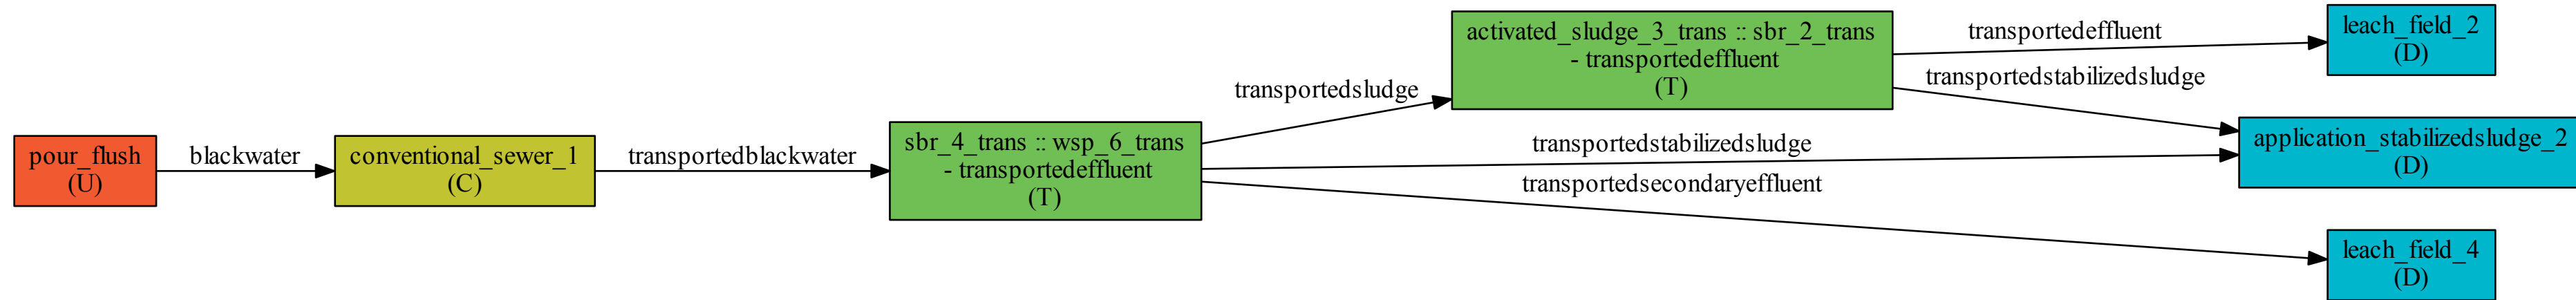 pour_flush
(U)
blackwater
conventional_sewer_1
(C)
transportedblackwater
sbr_4_trans :: wsp_6_trans
- transportedeffluent
(T)
transportedsludge
transportedstabilizedsludge
transportedsecondaryeffluent
activated_sludge_3_trans :: sbr_2_trans
- transportedeffluent
(T)
transportedeffluent
transportedstabilizedsludge
leach_field_2
(D)
application_stabilizedsludge_2
(D)
leach_field_4
(D)